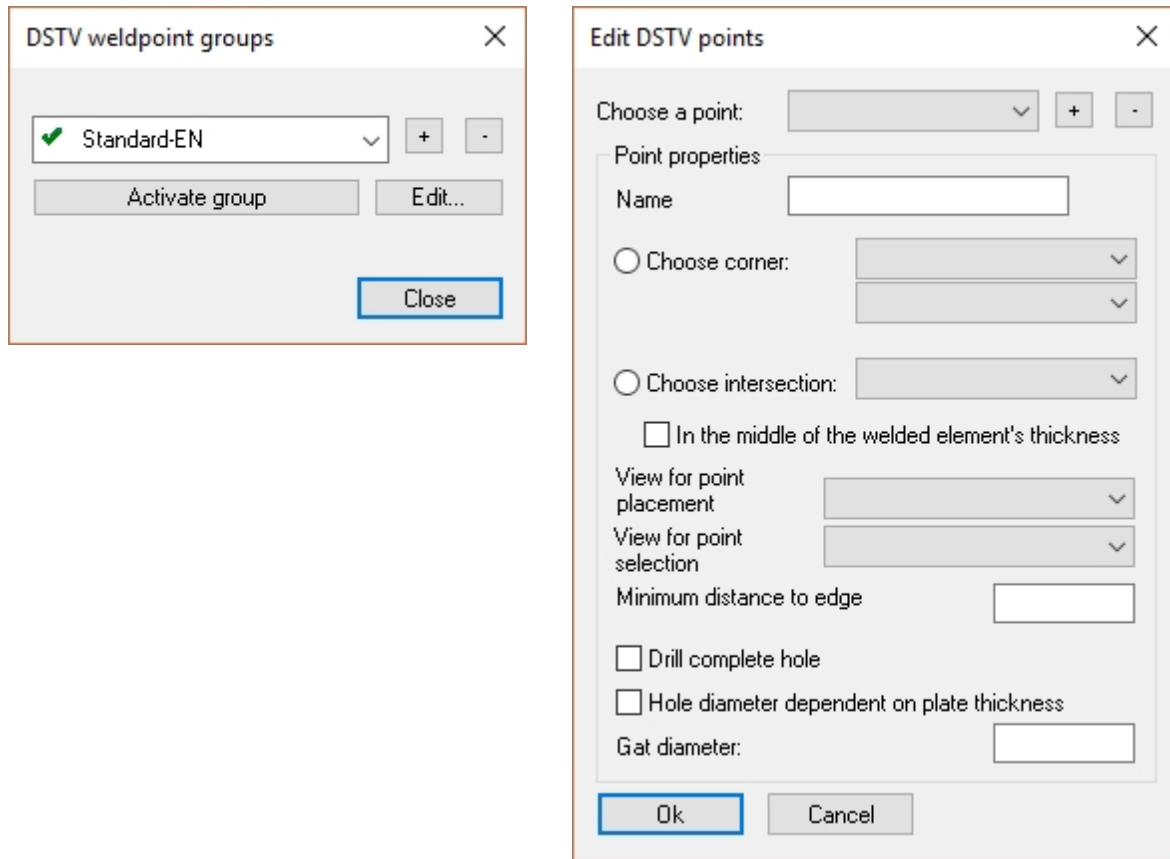 DSTV weldpoint groups
Standard-EN
+
-
Activate group
Edit...
Close
Edit DSTV points
Choose a point:
+
-
Point properties
Name
Choose corner:
Choose intersection:
In the middle of the welded element's thickness
View for point
placement
View for point
selection
Minimum distance to edge
Drill complete hole
Hole diameter dependent on plate thickness
Gat diameter:
Ok
Cancel